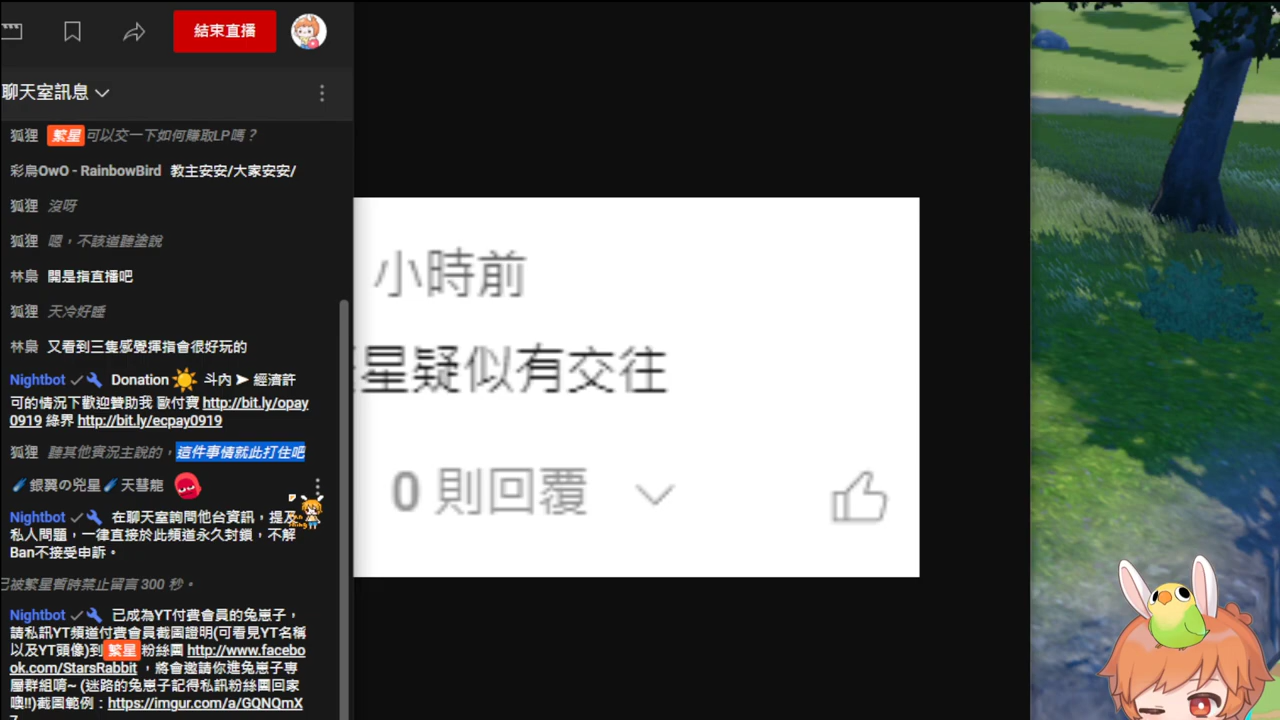 結束直播
聊天室訊息
狐狸 繁星 可以交一下如何賺取LP嗎？
彩鳥OwO - RainbowBird 教主安安/大家安安/
狐狸 沒呀
狐狸 嗯，不該道聽塗說
林梟 開是指直播吧
狐狸 天冷好睡
林梟 又看到三隻感覺揮指會很好玩的
Nightbot Donation 斗內 ➤ 經濟許
可的情況下歡迎贊助我 歐付寶 http://bit.ly/opay
0919 綠界 http://bit.ly/ecpay0919
狐狸 聽其他實況主說的，這件事情就此打住吧
銀翼の兇星 天彗龍
Nightbot 在聊天室詢問他台資訊，提及
私人問題，一律直接於此頻道永久封鎖，不解
Ban不接受申訴。
已被繁星暫時禁止留言 300 秒。
Nightbot 已成為YT付費會員的兔崽子，
請私訊YT頻道付費會員截圖證明(可看見YT名稱
以及YT頭像)到 繁星 粉絲團 http://www.facebo
ok.com/StarsRabbit ，將會邀請你進兔崽子專
屬群組唷~ (迷路的兔崽子記得私訊粉絲團回家
噢!!)截圖範例：https://imgur.com/a/GQNQmX
小時前
星疑似有交往
0 則回覆